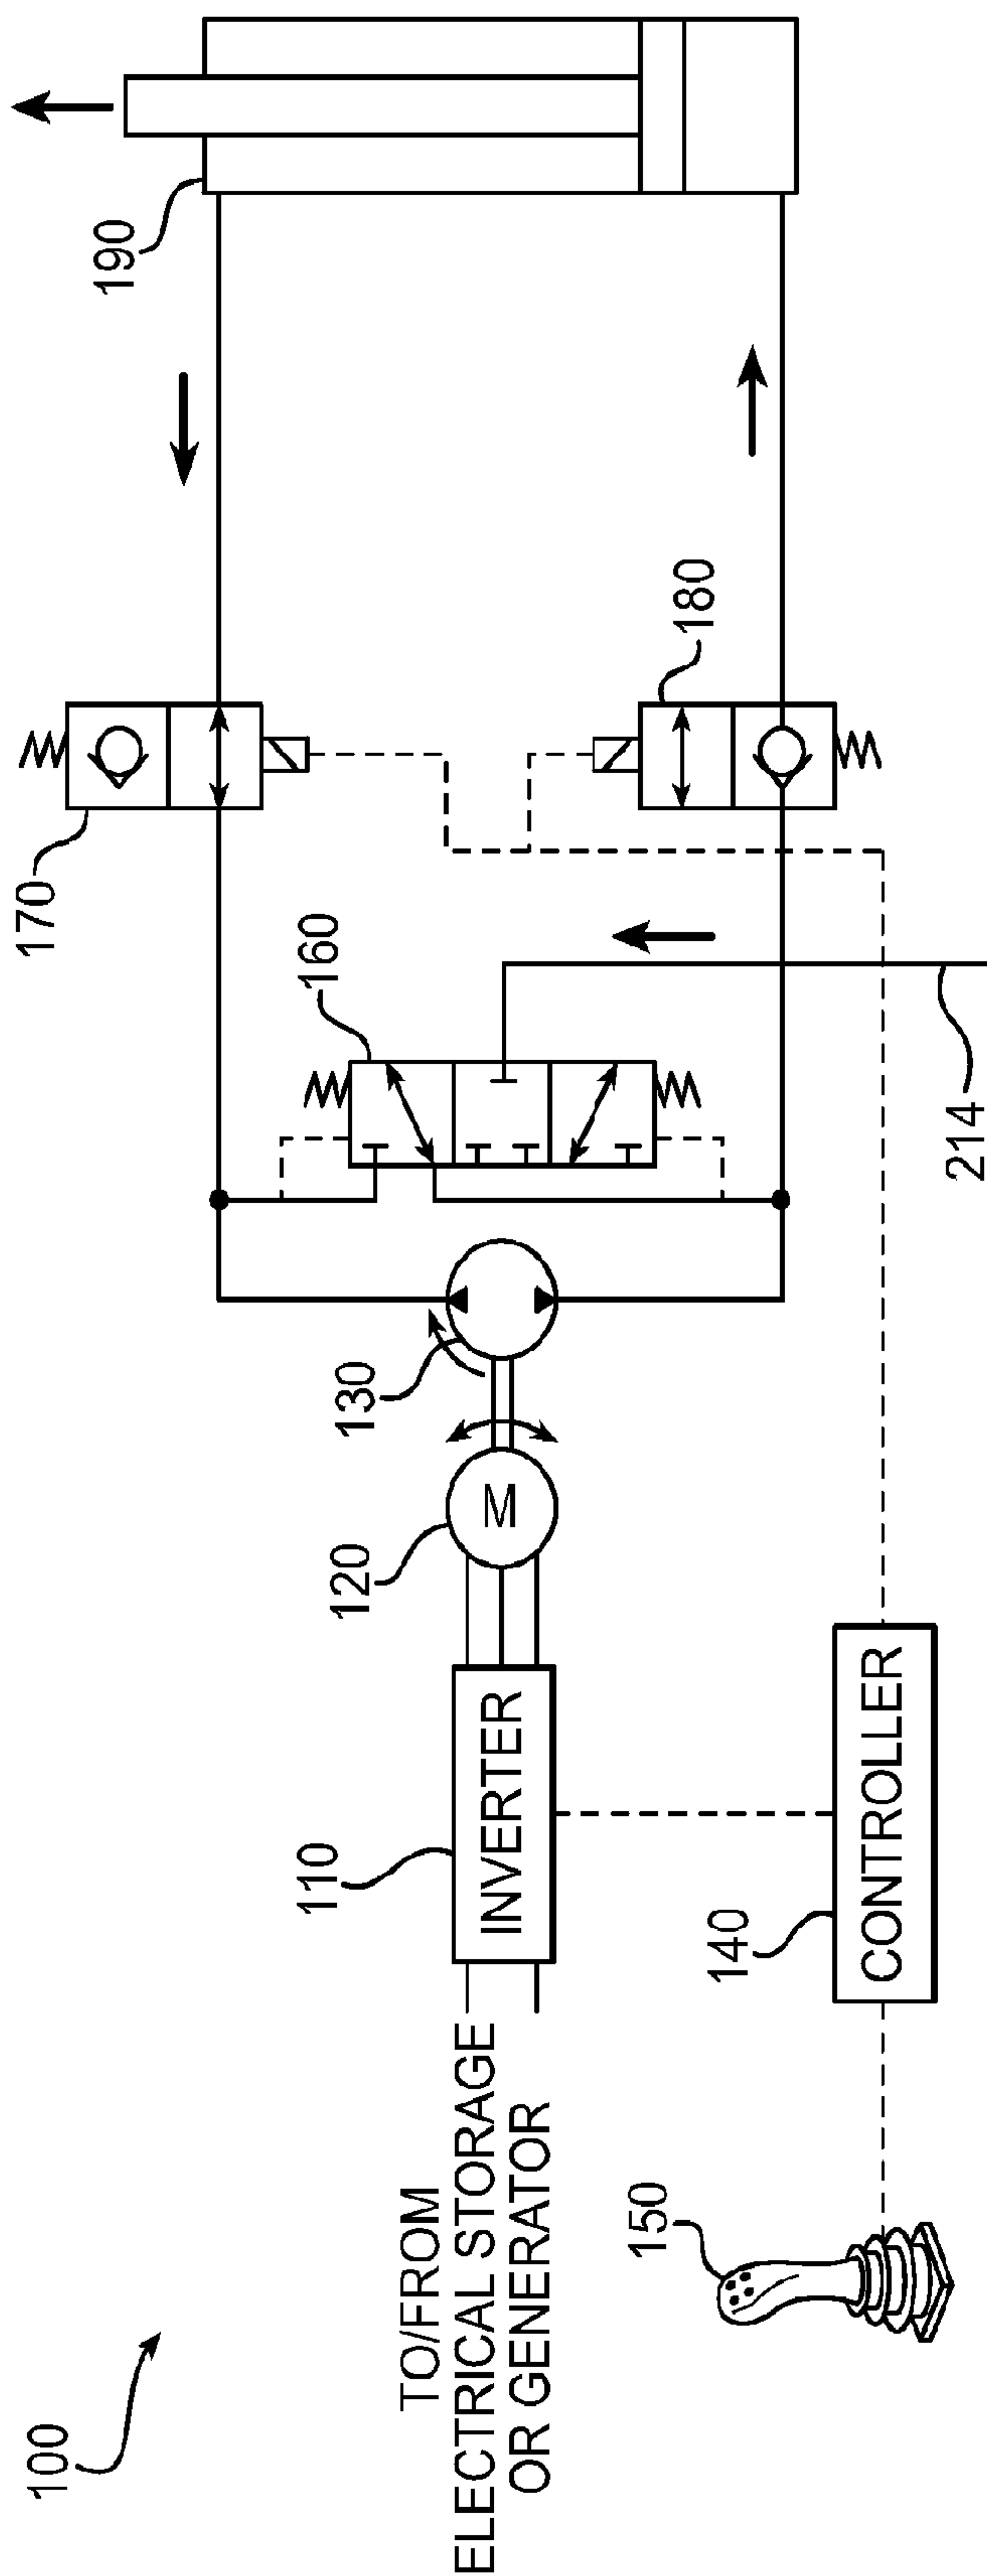 100
TO/FROM
ELECTRICAL STORAGE
OR GENERATOR
150
110
INVERTER
140
CONTROLLER
120
M
130
160
214
170
180
190